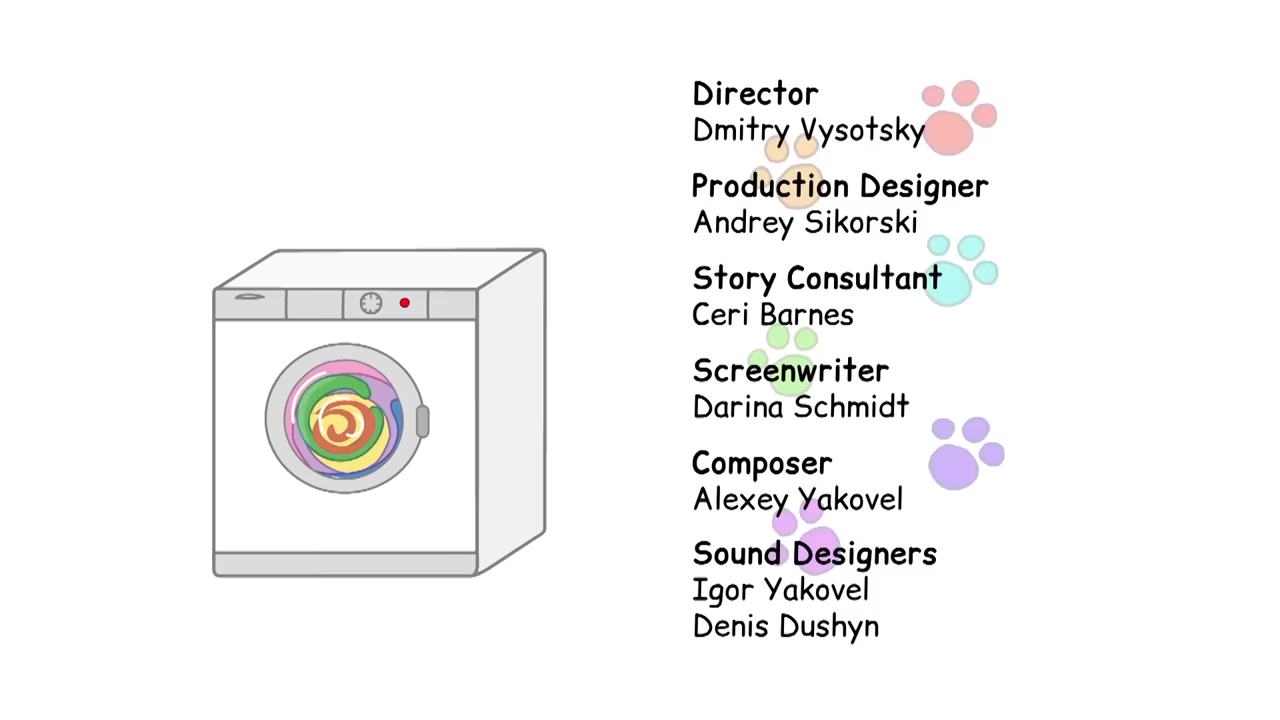 Director
Dmitry Vysotsky
Production Designer
Andrey Sikorski
Story Consultant
Ceri Barnes
Screenwriter
Darina Schmidt
Composer
Alexey Yakovel
Sound Designers
Igor Yakovel
Denis Dushyn